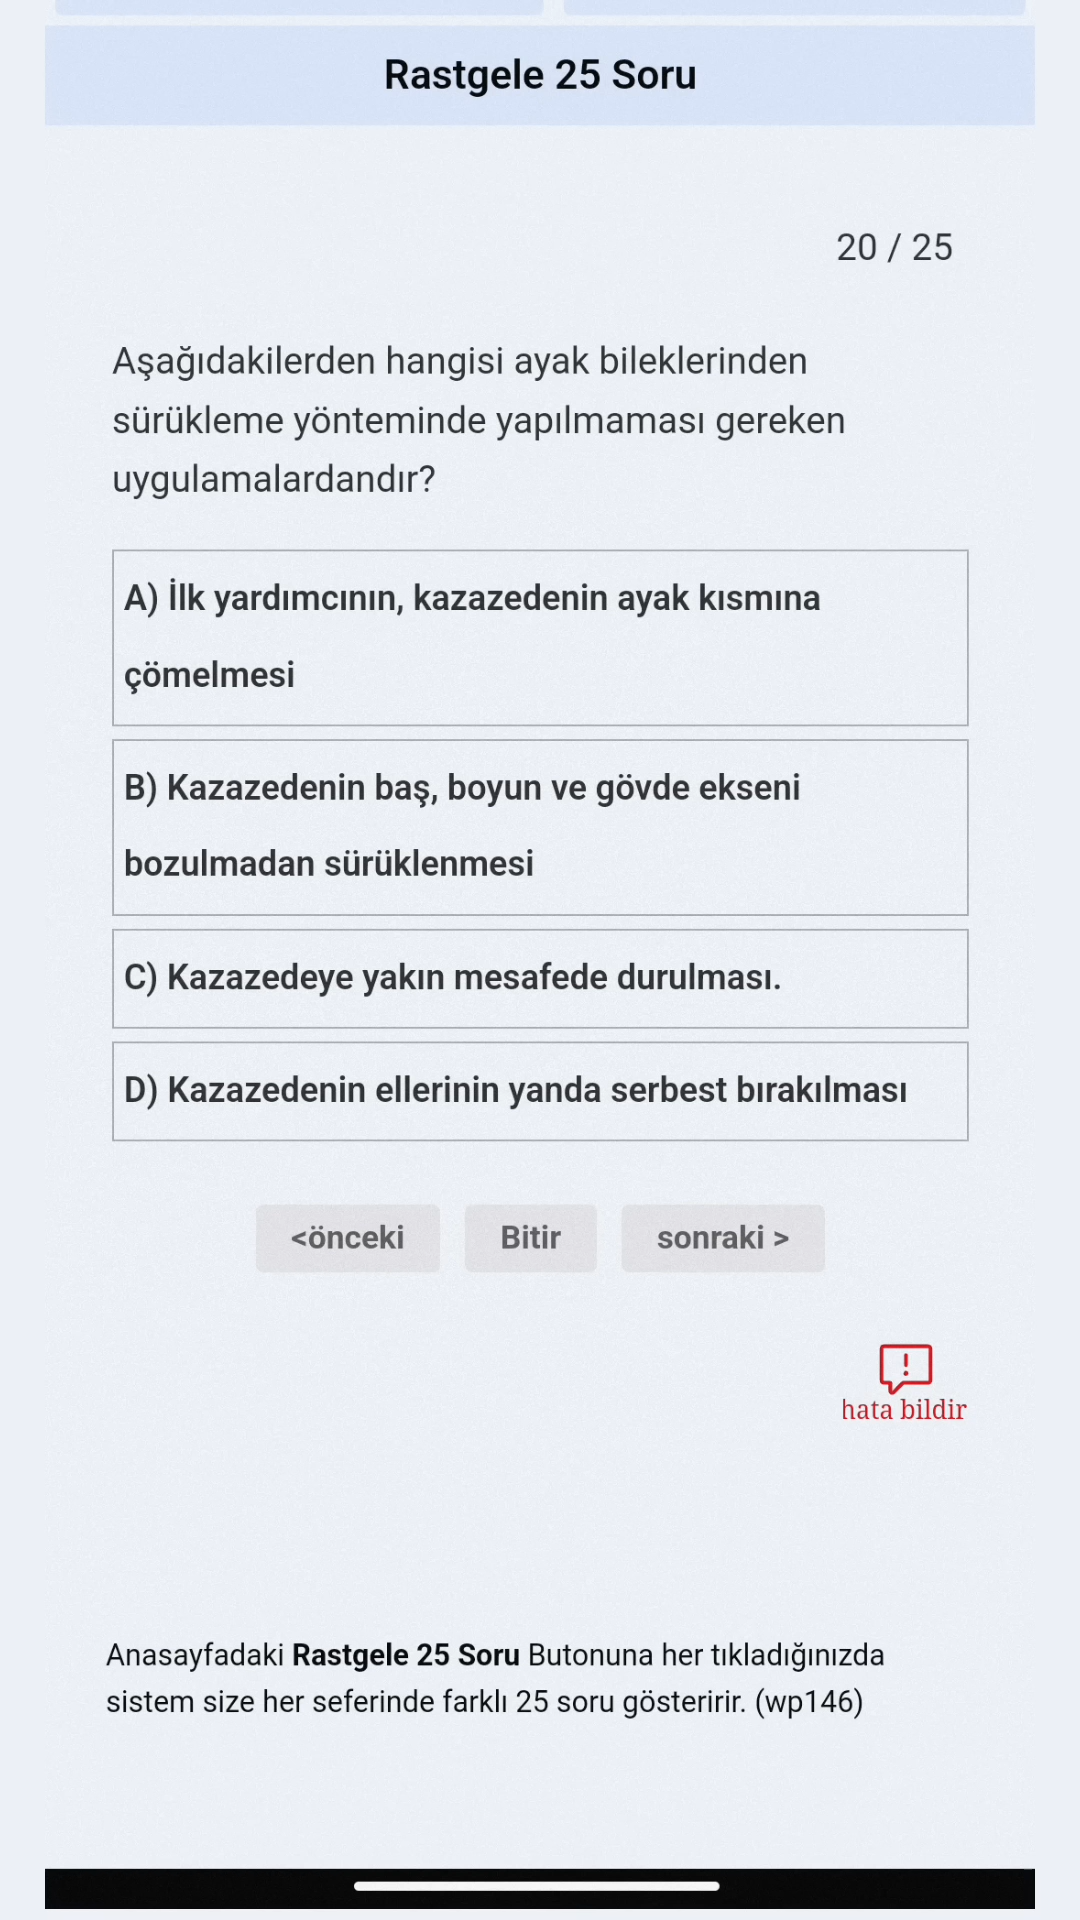 Rastgele 25 Soru
20 / 25
Aşağıdakilerden hangisi ayak bileklerinden
sürükleme yönteminde yapılmaması gereken
uygulamalardandır?
A) İlk yardımcının, kazazedenin ayak kısmına
çömelmesi
B) Kazazedenin baş, boyun ve gövde ekseni
bozulmadan sürüklenmesi
C) Kazazedeye yakın mesafede durulması.
D) Kazazedenin ellerinin yanda serbest bırakılması
<önceki
Bitir
sonraki >
hata bildir
Anasayfadaki Rastgele 25 Soru Butonuna her tıkladığınızda
sistem size her seferinde farklı 25 soru gösteririr. (wp146)